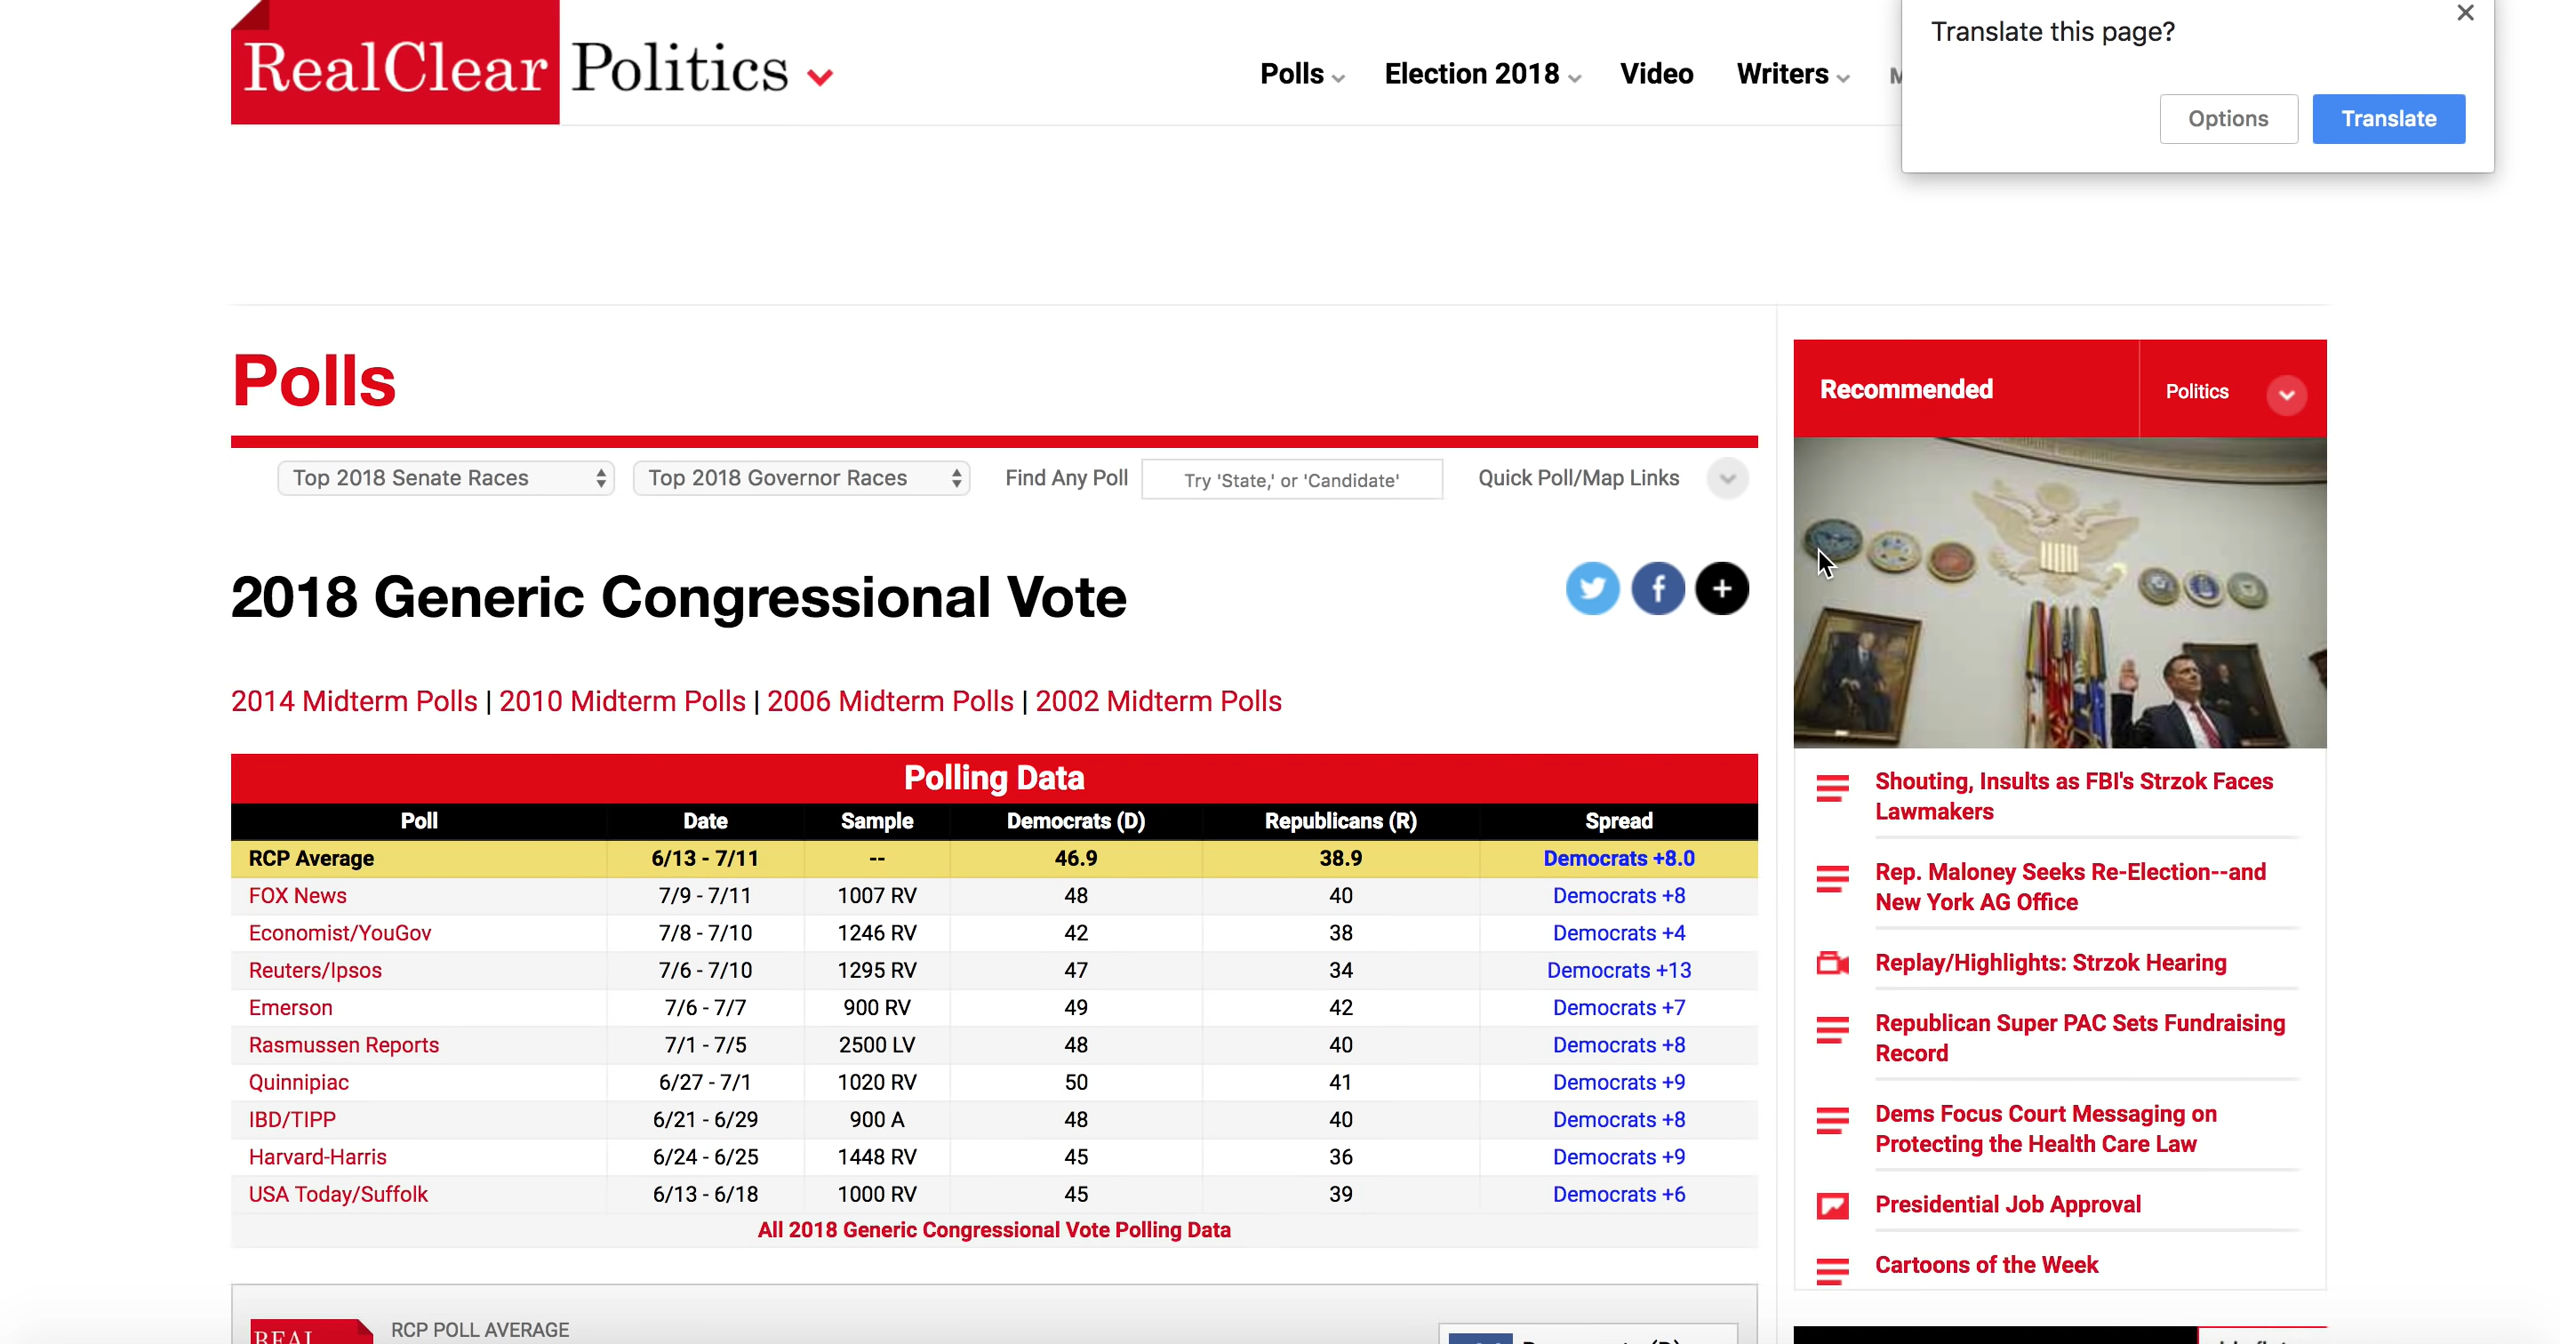 RealClear Politics
Polls
Election 2018
Video
Writers
Translate this page?
Options
Translate
Polls
Top 2018 Senate Races
Top 2018 Governor Races
Find Any Poll
Try 'State,' or 'Candidate'
Quick Poll/Map Links
2018 Generic Congressional Vote
2014 Midterm Polls | 2010 Midterm Polls | 2006 Midterm Polls | 2002 Midterm Polls
Polling Data
Poll Date Sample Democrats (D) Republicans (R) Spread
RCP Average 6/13 - 7/11 -- 46.9 38.9 Democrats +8.0
FOX News 7/9 - 7/11 1007 RV 48 40 Democrats +8
Economist/YouGov 7/8 - 7/10 1246 RV 42 38 Democrats +4
Reuters/Ipsos 7/6 - 7/10 1295 RV 47 34 Democrats +13
Emerson 7/6 - 7/7 900 RV 49 42 Democrats +7
Rasmussen Reports 7/1 - 7/5 2500 LV 48 40 Democrats +8
Quinnipiac 6/27 - 7/1 1020 RV 50 41 Democrats +9
IBD/TIPP 6/21 - 6/29 900 A 48 40 Democrats +8
Harvard-Harris 6/24 - 6/25 1448 RV 45 36 Democrats +9
USA Today/Suffolk 6/13 - 6/18 1000 RV 45 39 Democrats +6
All 2018 Generic Congressional Vote Polling Data
REAL
RCP POLL AVERAGE
Recommended
Politics
Shouting, Insults as FBI's Strzok Faces
Lawmakers
Rep. Maloney Seeks Re-Election--and
New York AG Office
Replay/Highlights: Strzok Hearing
Republican Super PAC Sets Fundraising
Record
Dems Focus Court Messaging on
Protecting the Health Care Law
Presidential Job Approval
Cartoons of the Week